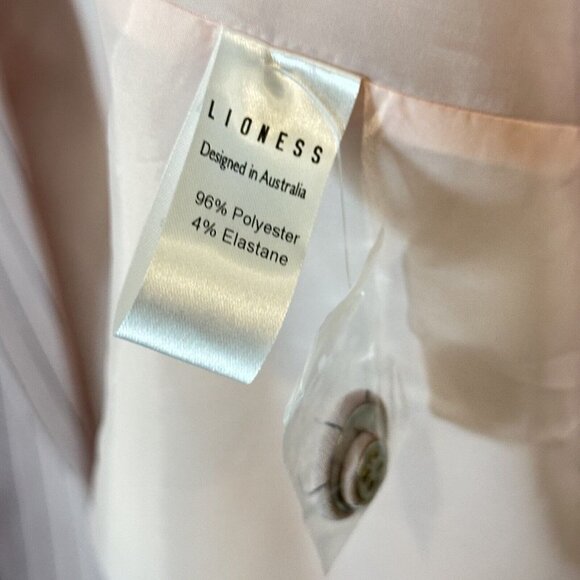 LIONESS
Designed in Australia
96% Polyester
4% Elastane